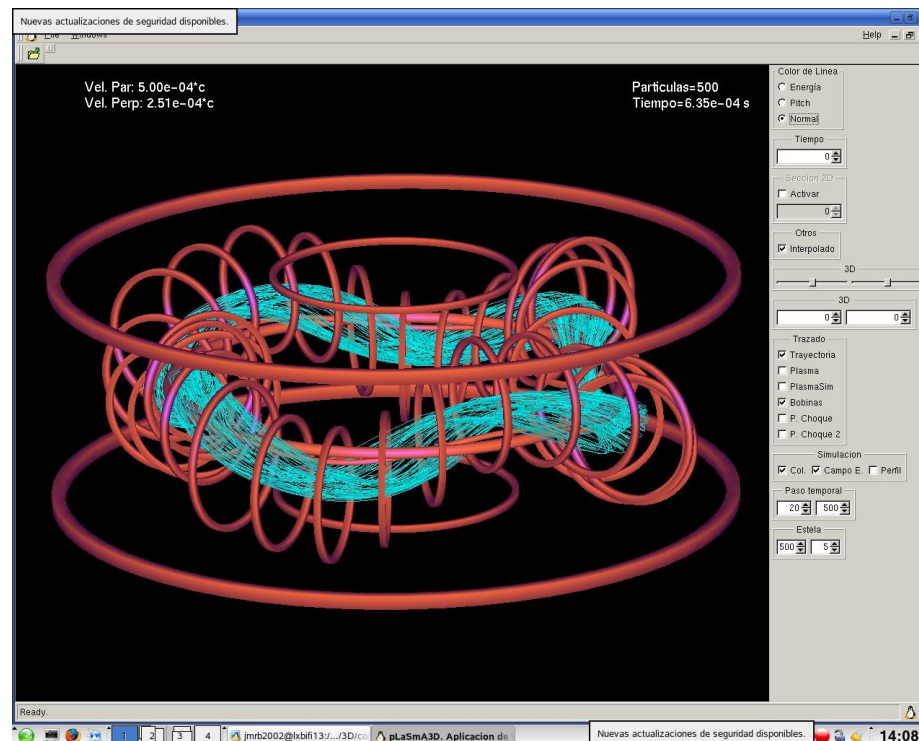 Nuevas actualizaciones de seguridad disponibles.
File Windows Help
Vel. Par: 5.00e-04*c
Vel. Perp: 2.51e-04*c
Particulas=500
Tiempo=6.35e-04 s
Color de Linea
Energía
Pitch
Normal
Tiempo
0
Seccion 2D
Activar
0
Otros
Interpolado
3D
3D
0 0
Trazado
Trayectoria
Plasma
PlasmaSim
Bobinas
P. Choque
P. Choque 2
Simulacion
Col. Campo E. Perfil
Paso temporal
20 500
Estela
500 5
Ready.
1 2 3 4 jmrb2002@lxbifi13:/.../3D/co pLaSmA3D. Aplicacion de
Nuevas actualizaciones de seguridad disponibles.
14:08